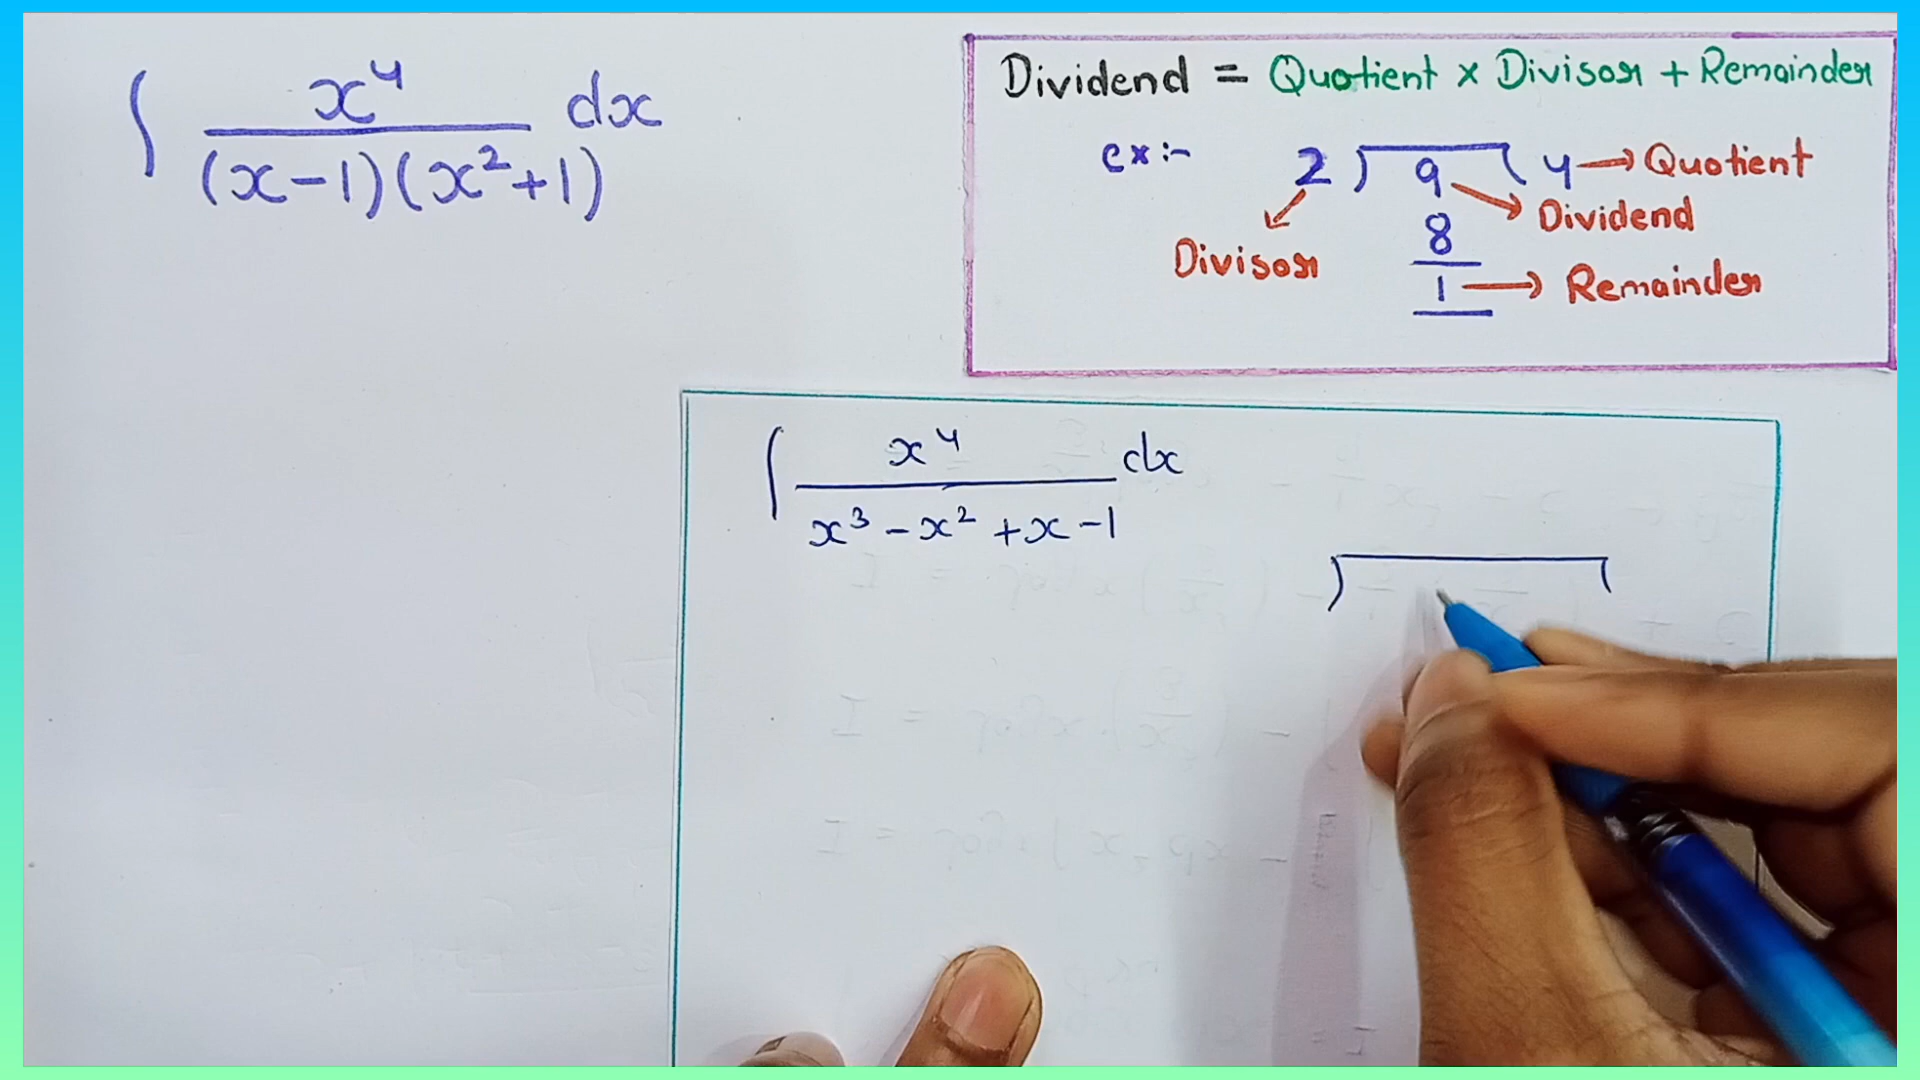 ∫ x⁴ / (x-1)(x²+1) dx
Dividend = Quotient × Divisor + Remainder
ex:- 2 ) 9 ( 4 → Quotient
Dividend
8
Divisor
1 → Remainder
∫ x⁴ / x³ - x² + x - 1 dx